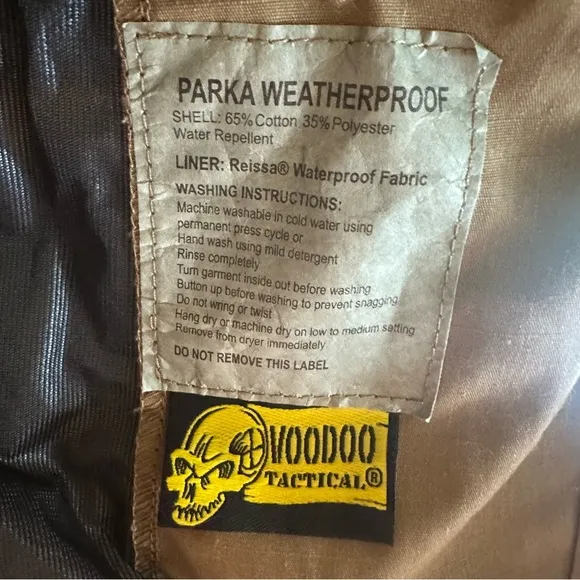 PARKA WEATHERPROOF
SHELL: 65% Cotton 35% Polyester
Water Repellent
LINER: Reissa® Waterproof Fabric
WASHING INSTRUCTIONS:
Machine washable in cold water using
permanent press cycle or
Hand wash using mild detergent
Rinse completely
Turn garment inside out before washing
Button up before washing to prevent snagging
Do not wring or twist
Hang dry or machine dry on low to medium setting
Remove from dryer immediately
DO NOT REMOVE THIS LABEL
VOODOO
TACTICAL®